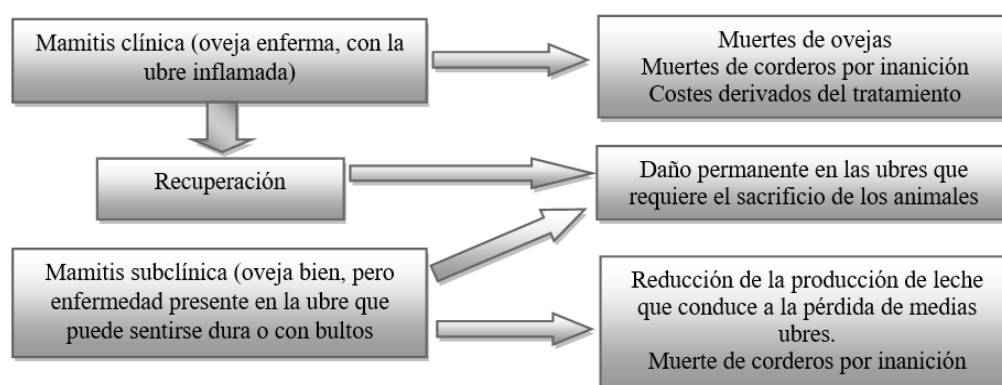 Mamitis clínica (oveja enferma, con la
ubre inflamada)
Muertes de ovejas
Muertes de corderos por inanición
Costes derivados del tratamiento
Recuperación
Daño permanente en las ubres que
requiere el sacrificio de los animales
Mamitis subclínica (oveja bien, pero
enfermedad presente en la ubre que
puede sentirse dura o con bultos
Reducción de la producción de leche
que conduce a la pérdida de medias
ubres.
Muerte de corderos por inanición